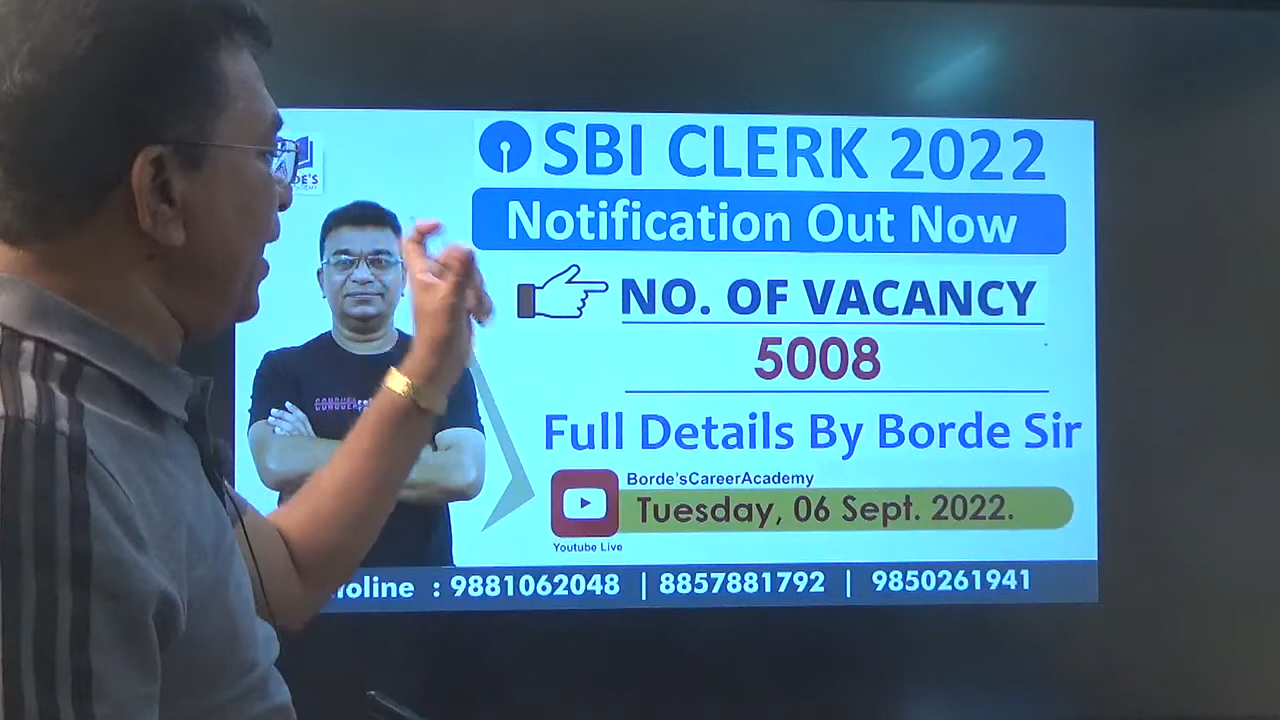 SBI CLERK 2022
Notification Out Now
NO. OF VACANCY
5008
Full Details By Borde Sir
Borde'sCareerAcademy
Tuesday, 06 Sept. 2022.
Youtube Live
: 9881062048 | 8857881792 | 9850261941